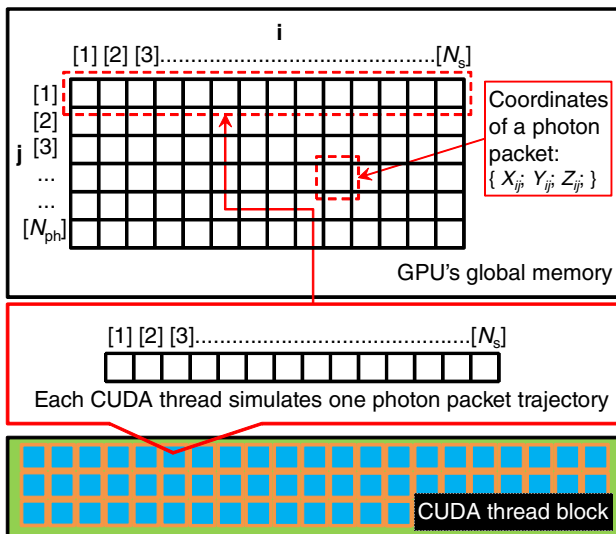 i
[1] [2] [3]..................................................[Nₛ]
[1]
[2]
j [3]
...
...
[Nph]
Coordinates
of a photon
packet:
{ Xij; Yij; Zij; }
GPU's global memory
[1] [2] [3]..................................................[Nₛ]
Each CUDA thread simulates one photon packet trajectory
CUDA thread block